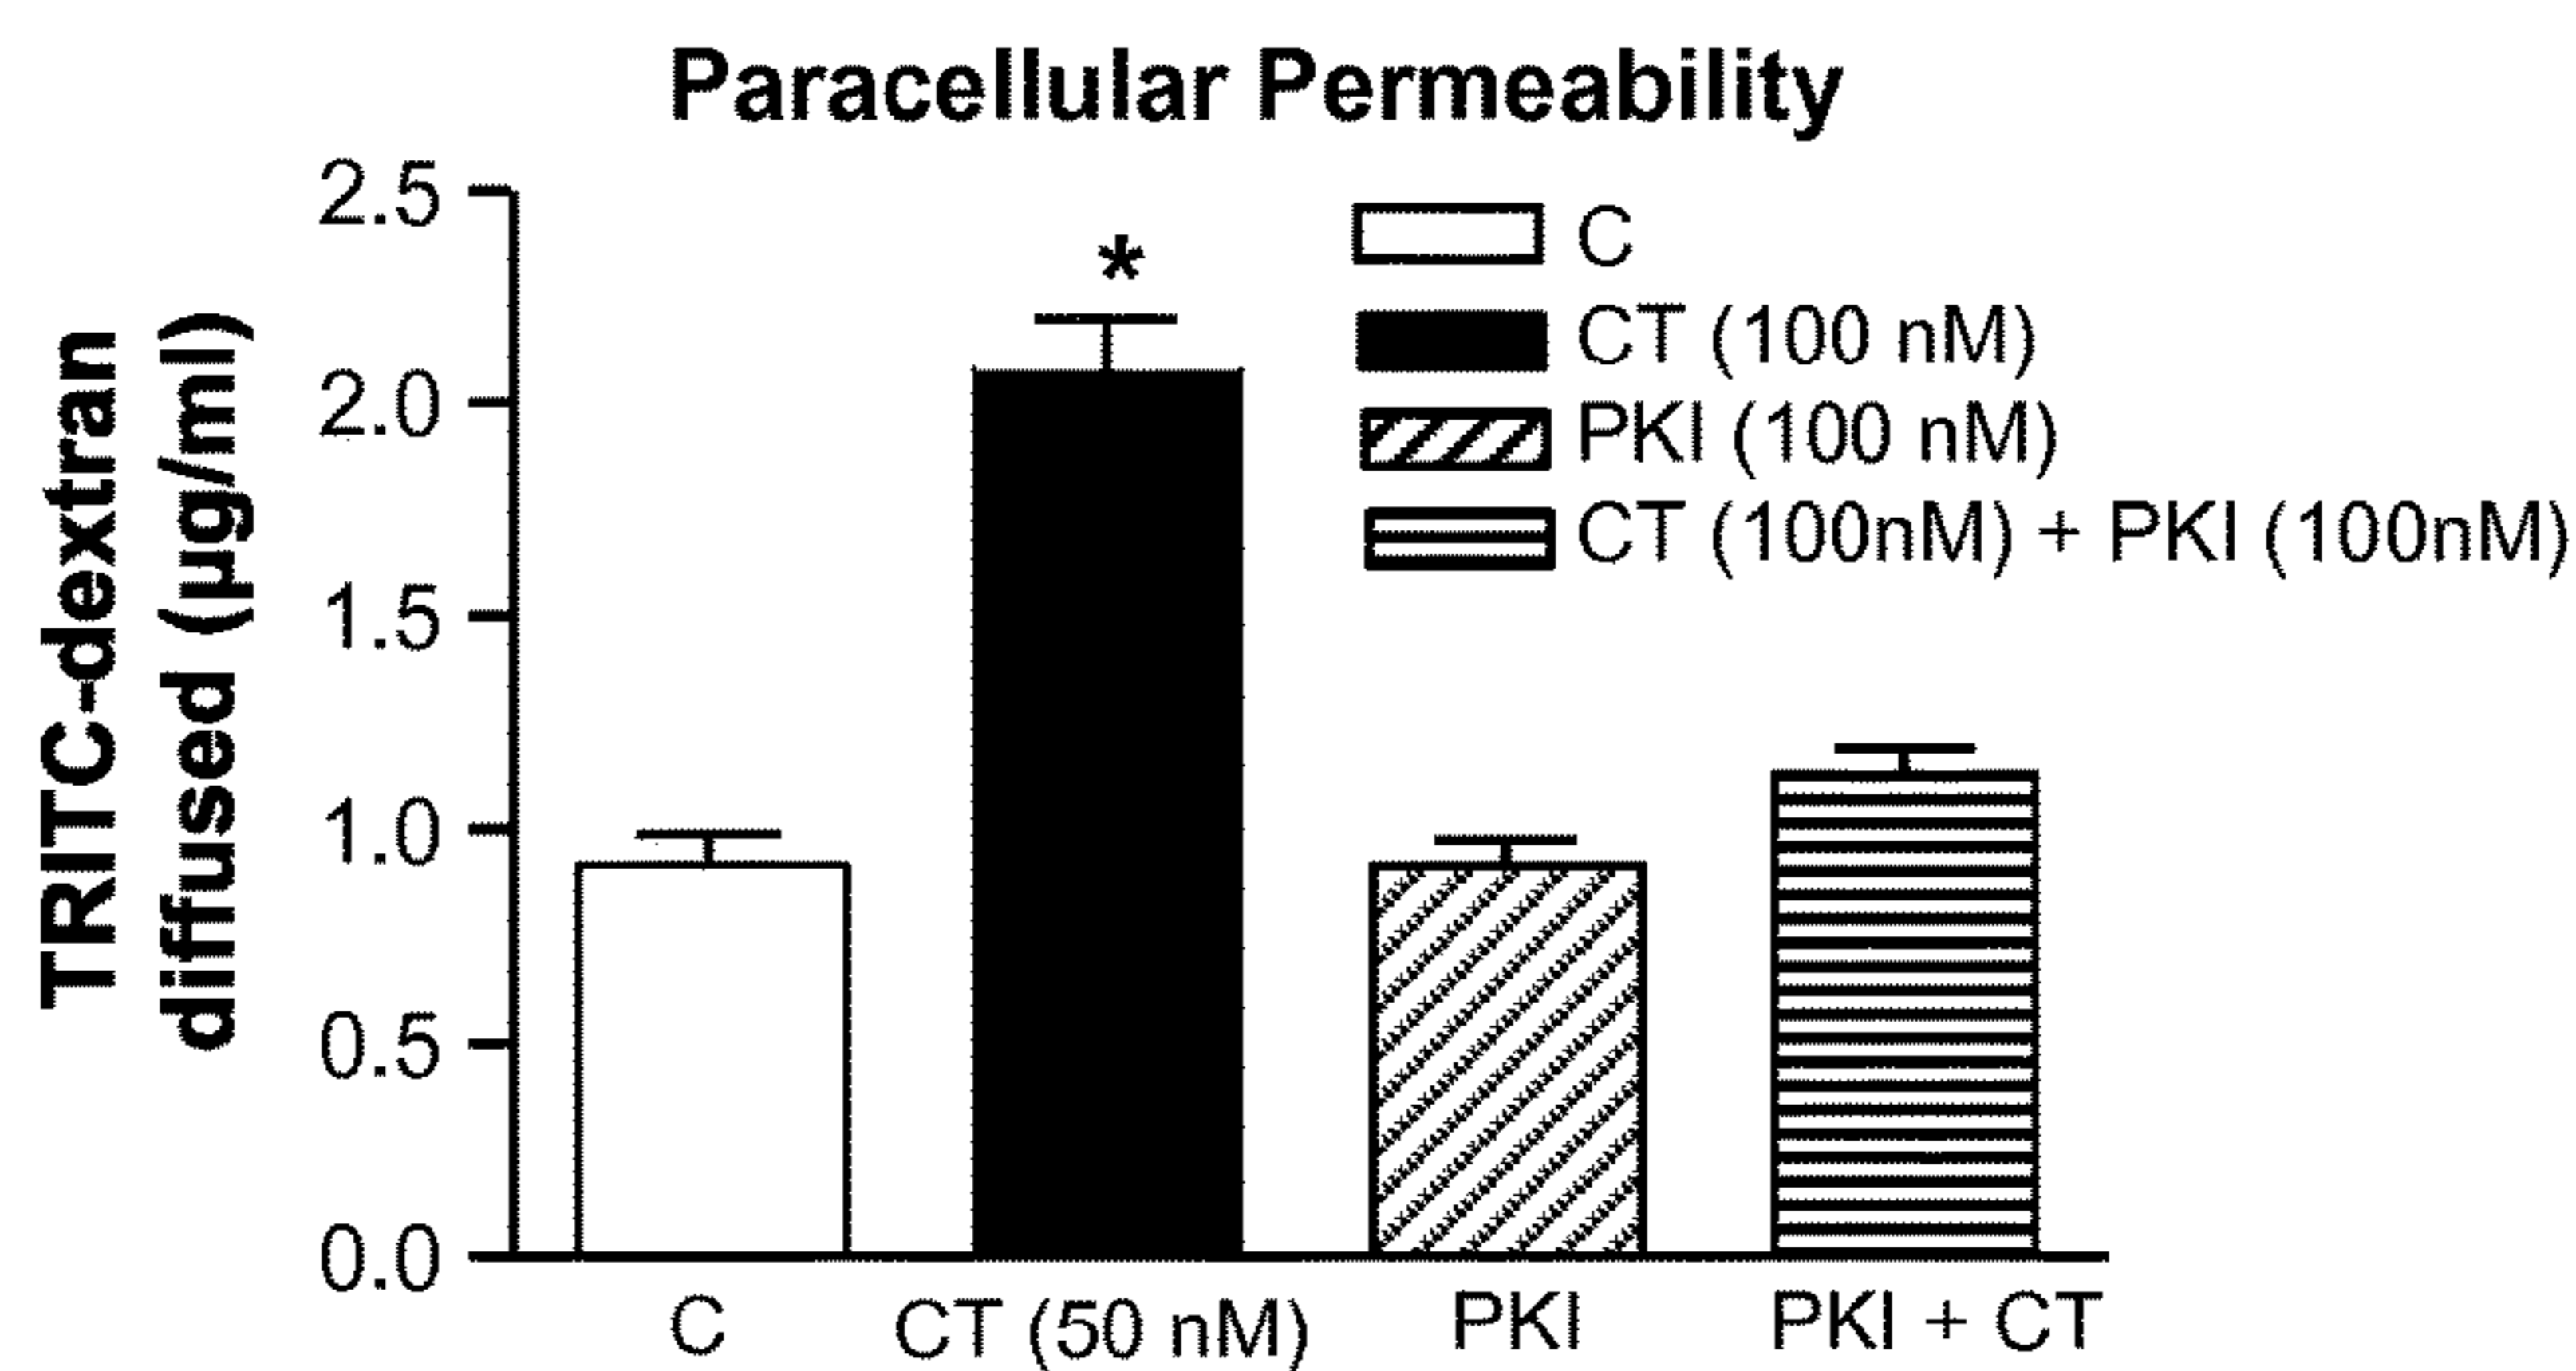 Paracellular Permeability
TRITC-dextran
diffused (µg/ml)
2.5
2.0
1.5
1.0
0.5
0.0
*
C
CT (100 nM)
PKI (100 nM)
CT (100nM) + PKI (100nM)
C
CT (50 nM)
PKI
PKI + CT